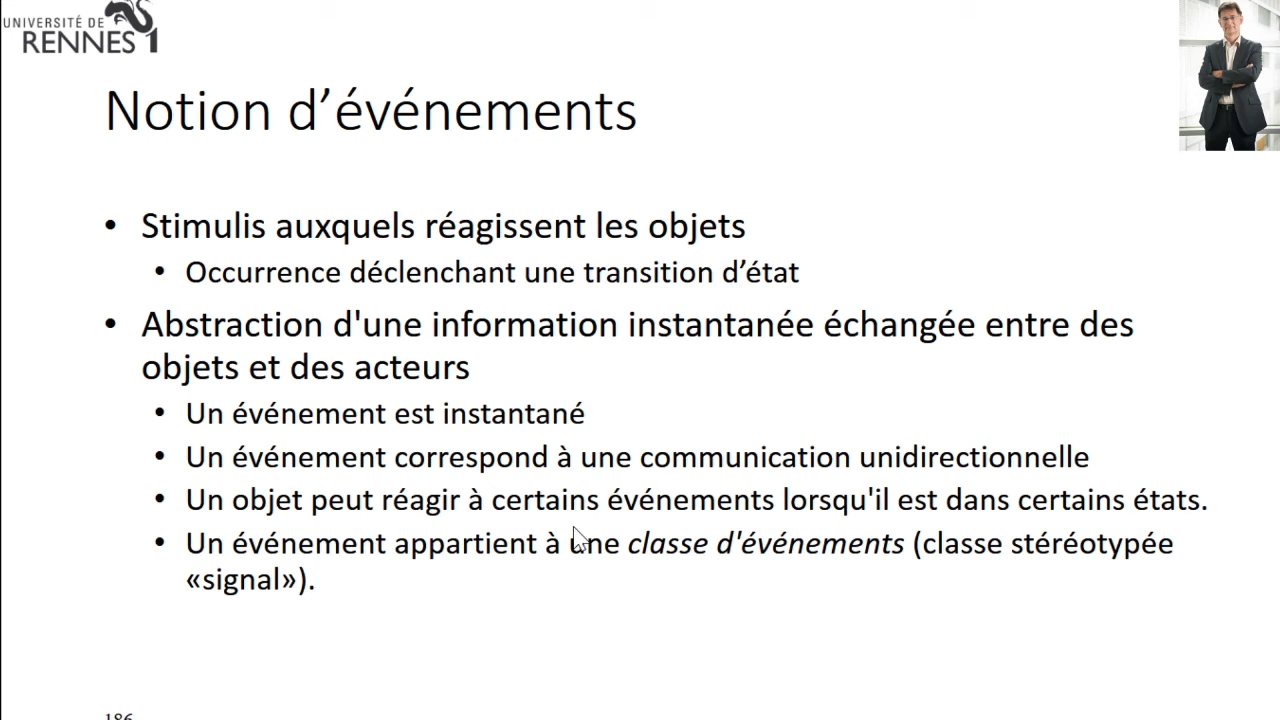 UNIVERSITÉ DE
RENNES 1
Notion d’événements
• Stimulis auxquels réagissent les objets
• Occurrence déclenchant une transition d’état
• Abstraction d'une information instantanée échangée entre des
objets et des acteurs
• Un événement est instantané
• Un événement correspond à une communication unidirectionnelle
• Un objet peut réagir à certains événements lorsqu'il est dans certains états.
• Un événement appartient à une classe d'événements (classe stéréotypée
«signal»).
186